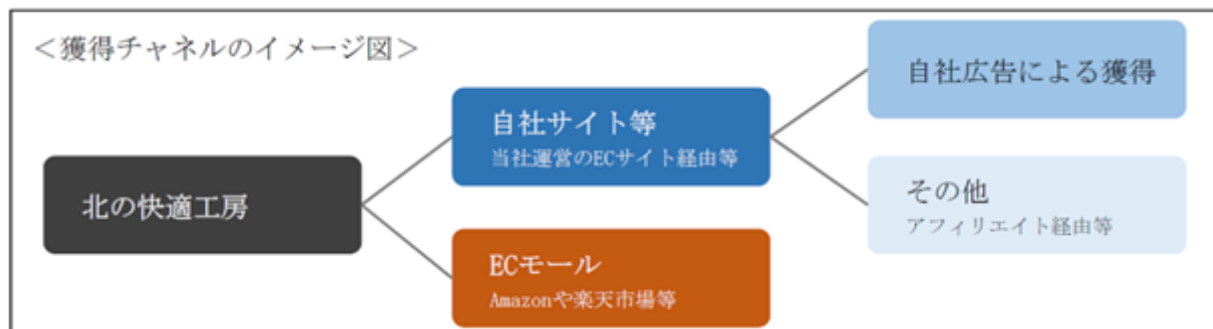 ＜獲得チャネルのイメージ図＞
北の快適工房
自社サイト等
当社運営のECサイト経由等
ECモール
Amazonや楽天市場等
自社広告による獲得
その他
アフィリエイト経由等